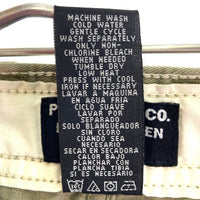 MACHINE WASH
COLD WATER
GENTLE CYCLE
WASH SEPARATELY
ONLY NON-
CHLORINE BLEACH
WHEN NEEDED
TUMBLE DRY
LOW HEAT
PRESS WITH COOL
IRON IF NECESSARY
LAVAR A MAQUINA
EN AGUA FRIA
CICLO SUAVE
LAVAR POR
SEPARADO
SOLO BLANQUEADOR
SIN CLORO
CUANDO SEA
NECESARIO
SECAR EN SECADORA
CALOR BAJO
PLANCHAR CON
PLANCHA TIBIA
SI ES NECESARIO
P CO.
EN